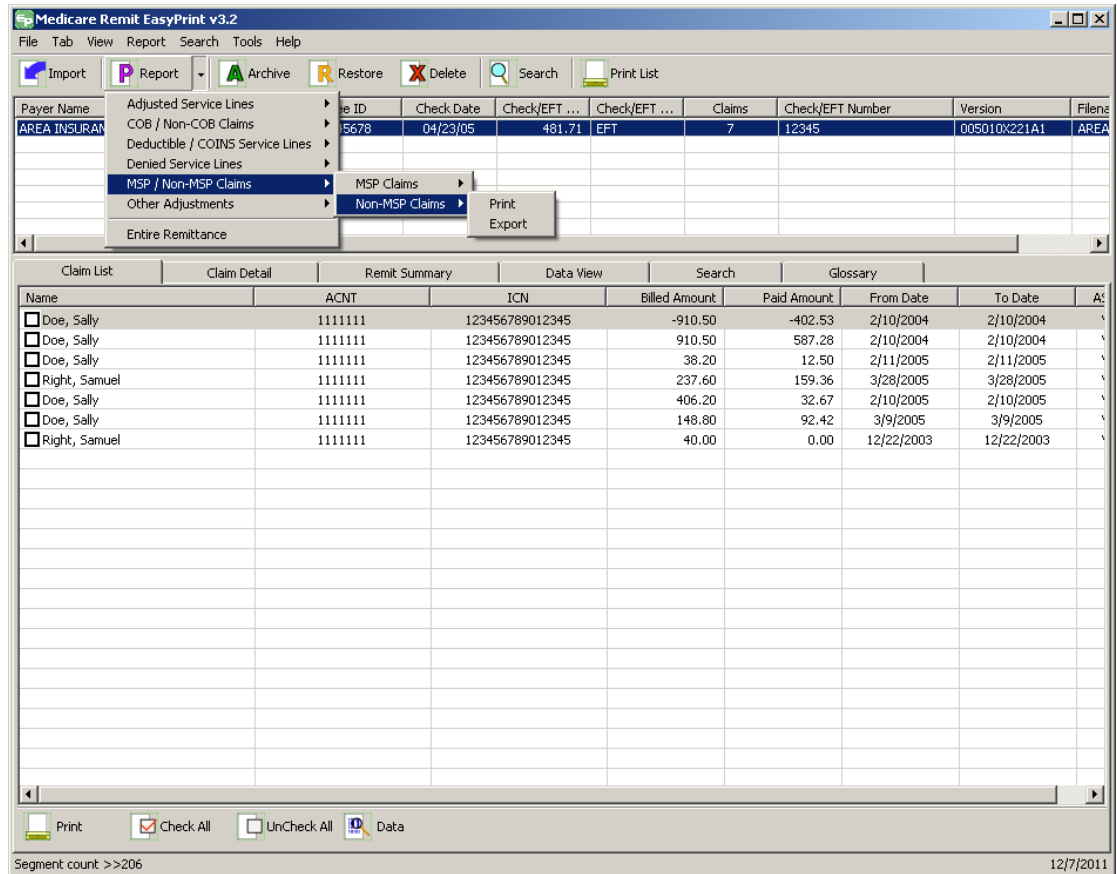 Medicare Remit EasyPrint v3.2
File Tab View Report Search Tools Help
Import Report Archive Restore Delete Search Print List
Payer Name ee ID Check Date Check/EFT ... Check/EFT ... Claims Check/EFT Number Version Filena
AREA INSURAN 5678 04/23/05 481.71 EFT 7 12345 005010X221A1 AREA
Adjusted Service Lines
COB / Non-COB Claims
Deductible / COINS Service Lines
Denied Service Lines
MSP / Non-MSP Claims MSP Claims
Other Adjustments Non-MSP Claims Print
Export
Entire Remittance
Claim List Claim Detail Remit Summary Data View Search Glossary
Name ACNT ICN Billed Amount Paid Amount From Date To Date AS
Doe, Sally 1111111 123456789012345 -910.50 -402.53 2/10/2004 2/10/2004
Doe, Sally 1111111 123456789012345 910.50 587.28 2/10/2004 2/10/2004
Doe, Sally 1111111 123456789012345 38.20 12.50 2/11/2005 2/11/2005
Right, Samuel 1111111 123456789012345 237.60 159.36 3/28/2005 3/28/2005
Doe, Sally 1111111 123456789012345 406.20 32.67 2/10/2005 2/10/2005
Doe, Sally 1111111 123456789012345 148.80 92.42 3/9/2005 3/9/2005
Right, Samuel 1111111 123456789012345 40.00 0.00 12/22/2003 12/22/2003
Print Check All UnCheck All Data
Segment count >>206 12/7/2011